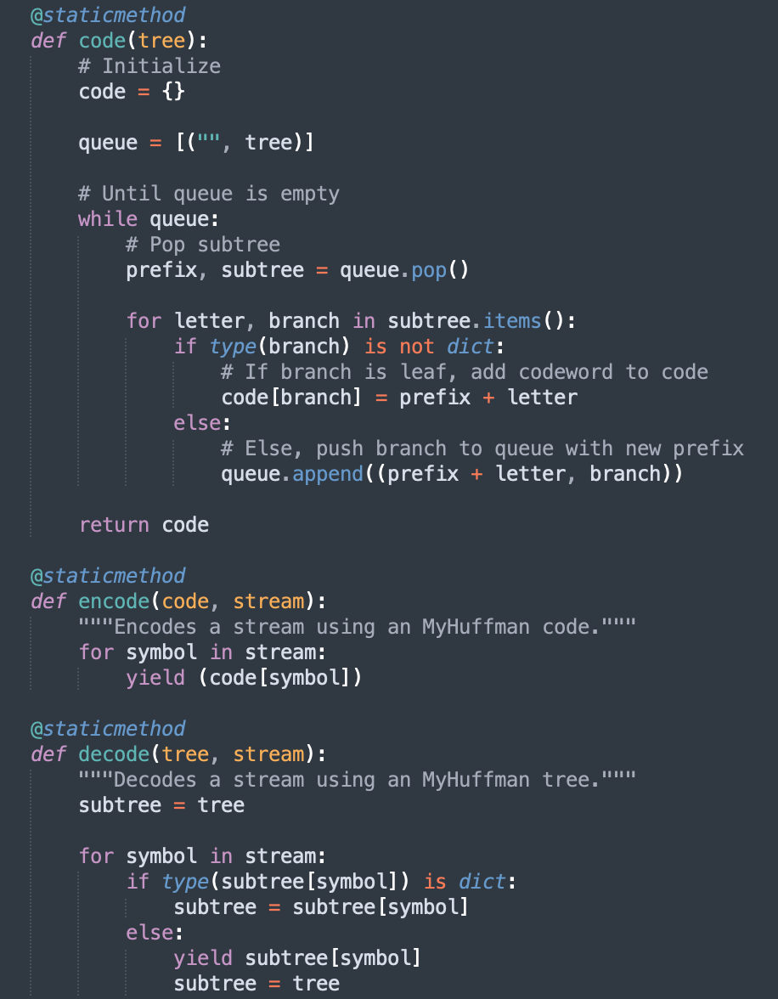 @staticmethod
def code(tree):
    # Initialize
    code = {}

    queue = [("", tree)]

    # Until queue is empty
    while queue:
        # Pop subtree
        prefix, subtree = queue.pop()

        for letter, branch in subtree.items():
            if type(branch) is not dict:
                # If branch is leaf, add codeword to code
                code[branch] = prefix + letter
            else:
                # Else, push branch to queue with new prefix
                queue.append((prefix + letter, branch))

    return code

@staticmethod
def encode(code, stream):
    """Encodes a stream using an MyHuffman code."""
    for symbol in stream:
        yield (code[symbol])

@staticmethod
def decode(tree, stream):
    """Decodes a stream using an MyHuffman tree."""
    subtree = tree

    for symbol in stream:
        if type(subtree[symbol]) is dict:
            subtree = subtree[symbol]
        else:
            yield subtree[symbol]
            subtree = tree